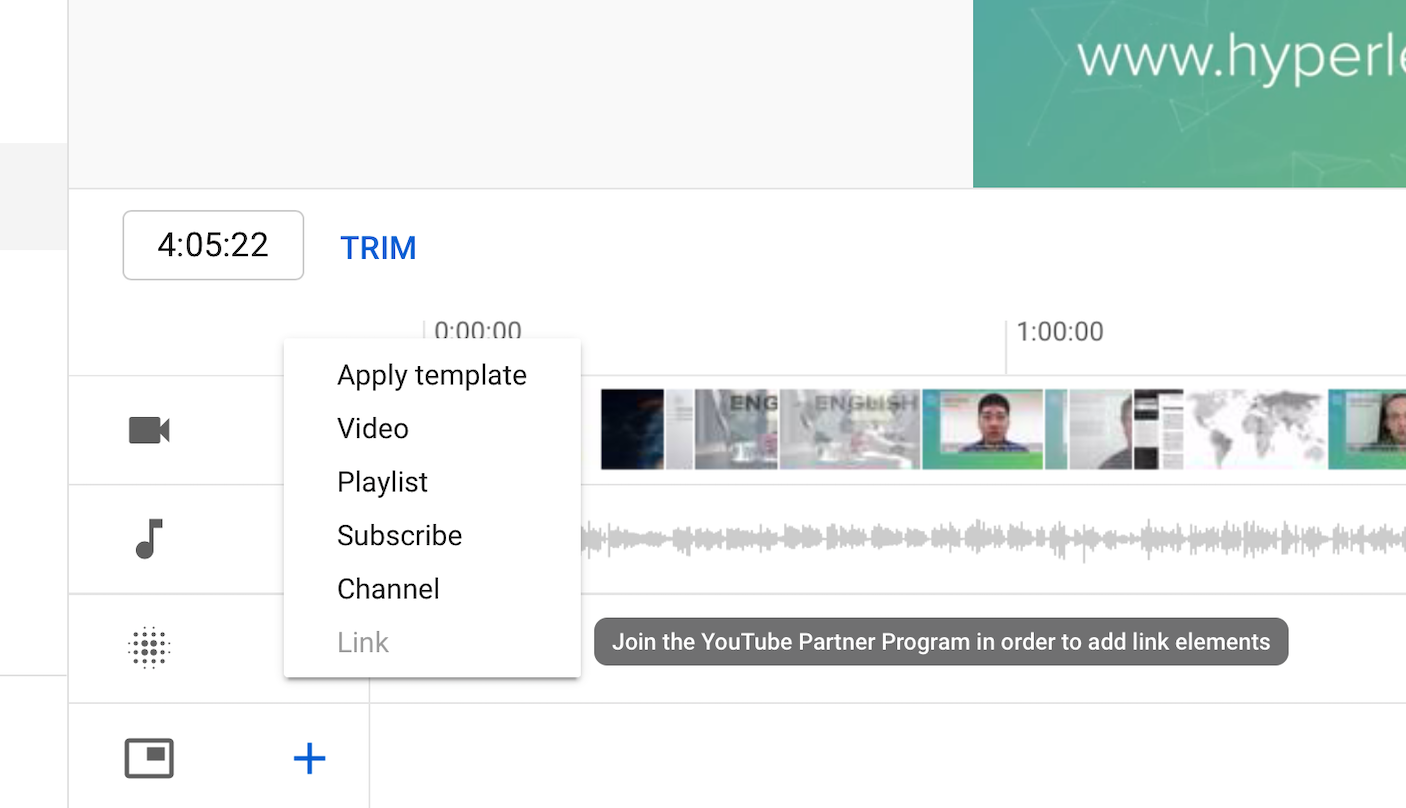 www.hyperle
4:05:22
TRIM
0:00:00
1:00:00
Apply template
Video
Playlist
Subscribe
Channel
Link
ENG
ENGLISH
Join the YouTube Partner Program in order to add link elements